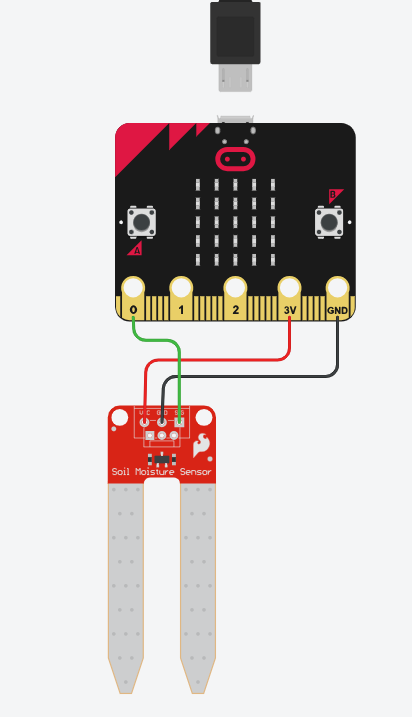 B
A
0 1 2 3V GND
VCC GND SIG
Soil Moisture Sensor